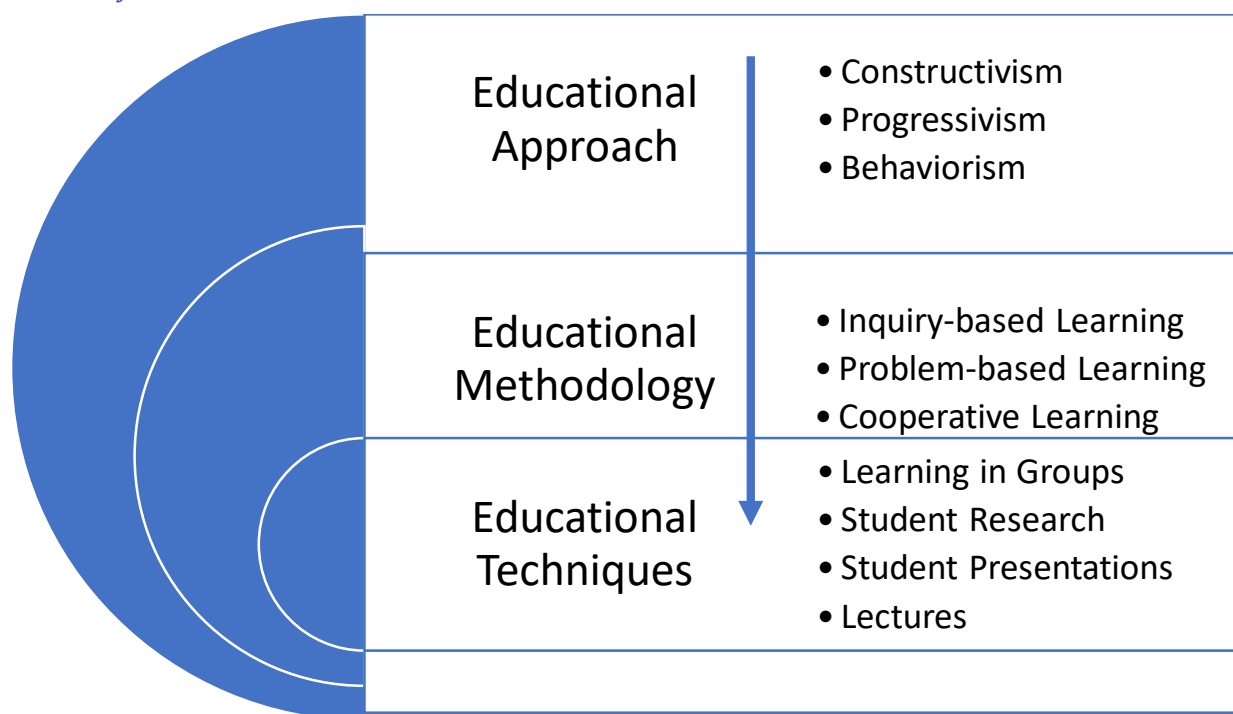 Educational
Approach
• Constructivism
• Progressivism
• Behaviorism
Educational
Methodology
• Inquiry-based Learning
• Problem-based Learning
• Cooperative Learning
Educational
Techniques
• Learning in Groups
• Student Research
• Student Presentations
• Lectures